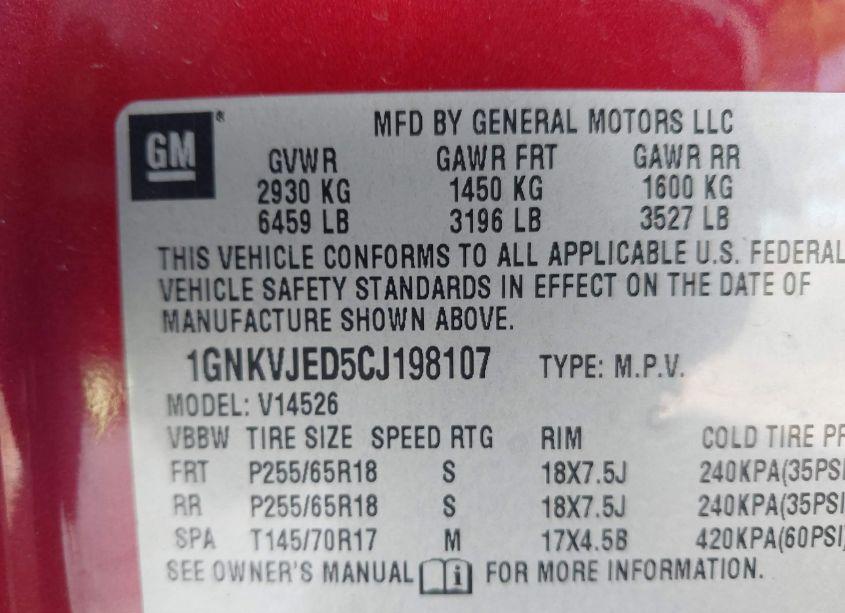 GM ® MFD BY GENERAL MOTORS LLC
GVWR GAWR FRT GAWR RR
2930 KG 1450 KG 1600 KG
6459 LB 3196 LB 3527 LB
THIS VEHICLE CONFORMS TO ALL APPLICABLE U.S. FEDERAL
VEHICLE SAFETY STANDARDS IN EFFECT ON THE DATE OF
MANUFACTURE SHOWN ABOVE.
1GNKVJED5CJ198107 TYPE: M.P.V.
MODEL: V14526
VBBW TIRE SIZE SPEED RTG RIM COLD TIRE PR
FRT P255/65R18 S 18X7.5J 240KPA(35PSI
RR P255/65R18 S 18X7.5J 240KPA(35PSI
SPA T145/70R17 M 17X4.5B 420KPA(60PSI)
SEE OWNER'S MANUAL i FOR MORE INFORMATION.